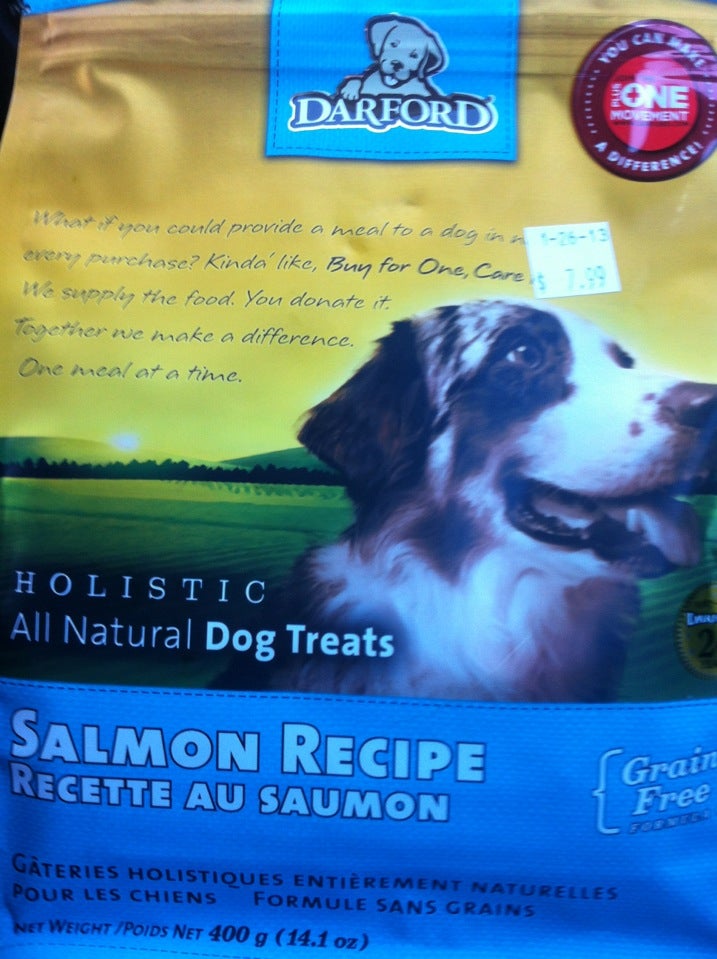 DARFORD
YOU CAN MAKE
PLUS ONE
MOVEMENT
A DIFFERENCE!
What if you could provide a meal to a dog in
every purchase? Kinda' like, Buy for One, Care
We supply the food. You donate it.
Together we make a difference.
One meal at a time.
1-26-13
$ 7.99
HOLISTIC
All Natural Dog Treats
2
SALMON RECIPE
RECETTE AU SAUMON
Grain
Free
FORMULA
GÂTERIES HOLISTIQUES ENTIÈREMENT NATURELLES
POUR LES CHIENS FORMULE SANS GRAINS
NET WEIGHT/POIDS NET 400 g (14.1 oz)